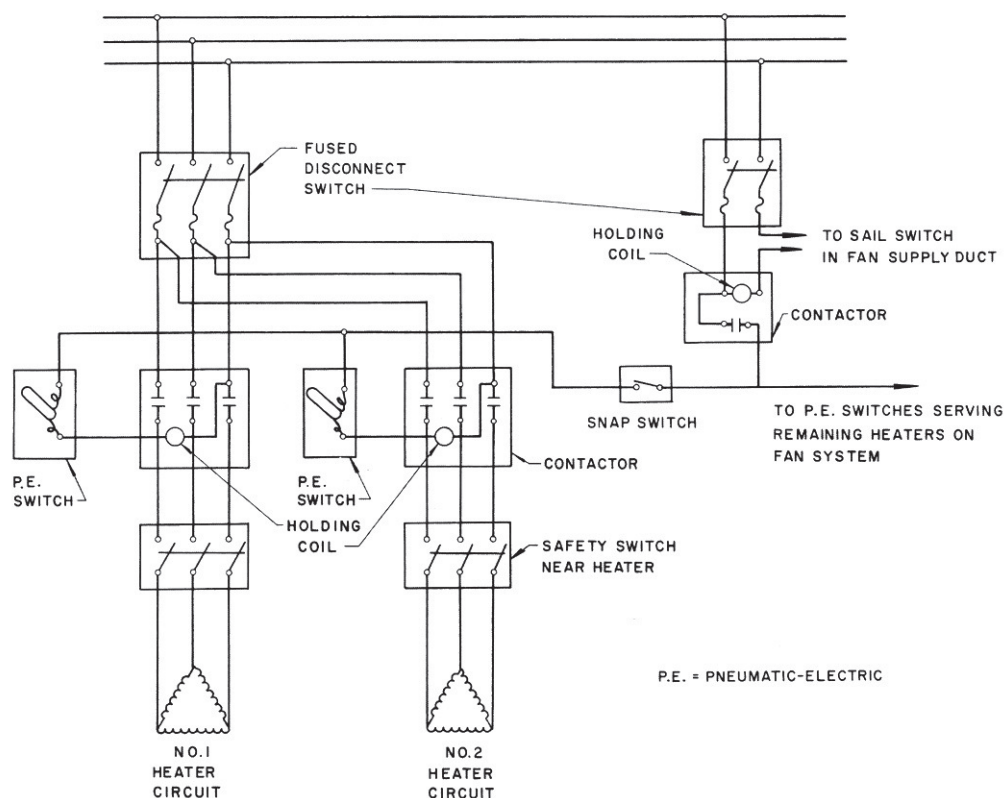 FUSED
DISCONNECT
SWITCH
HOLDING
COIL
TO SAIL SWITCH
IN FAN SUPPLY DUCT
CONTACTOR
SNAP SWITCH
TO P.E. SWITCHES SERVING
REMAINING HEATERS ON
FAN SYSTEM
P.E.
SWITCH
P.E.
SWITCH
CONTACTOR
HOLDING
COIL
SAFETY SWITCH
NEAR HEATER
P.E. = PNEUMATIC-ELECTRIC
NO.1
HEATER
CIRCUIT
NO.2
HEATER
CIRCUIT